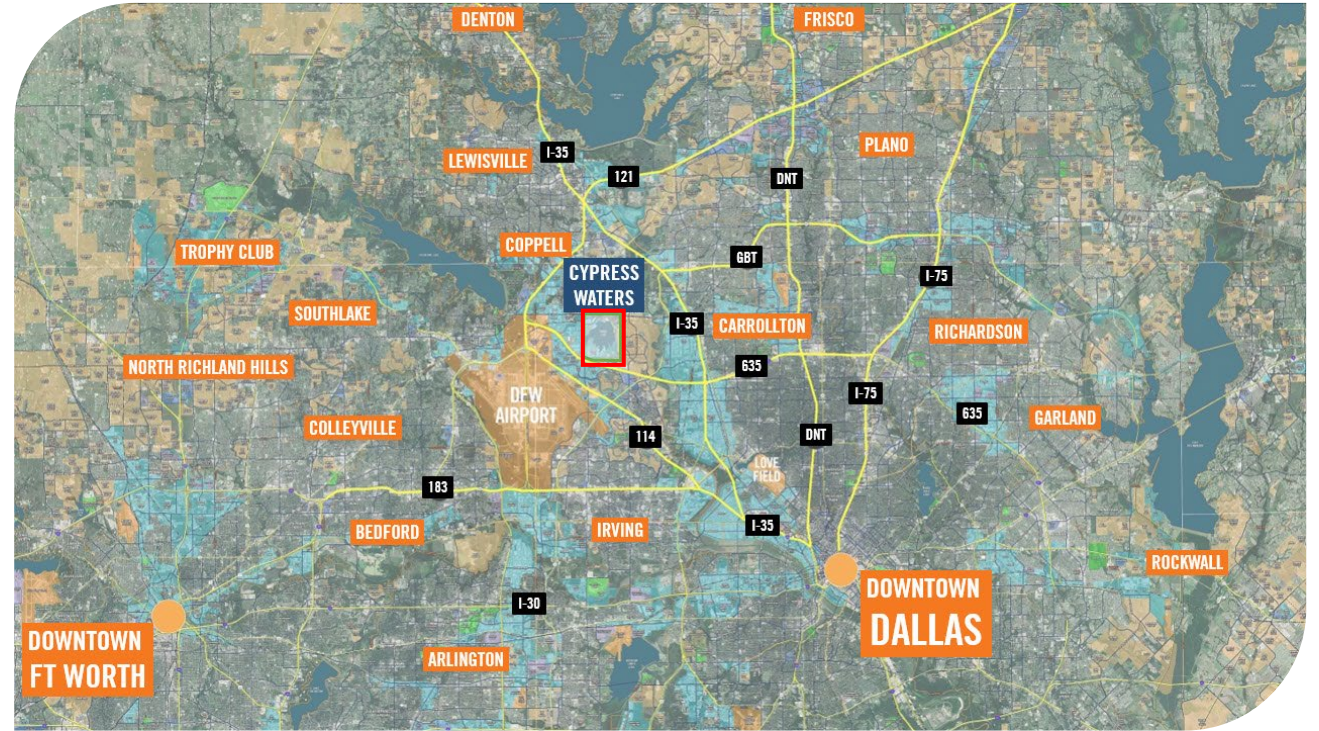 DENTON
FRISCO
PLANO
LEWISVILLE
I-35
121
DNT
TROPHY CLUB
COPPELL
GBT
CYPRESS
WATERS
I-75
SOUTHLAKE
I-35
CARROLLTON
RICHARDSON
NORTH RICHLAND HILLS
635
DFW
AIRPORT
I-75
COLLEYVILLE
114
DNT
635
GARLAND
LOVE
FIELD
183
BEDFORD
IRVING
I-35
ROCKWALL
DOWNTOWN
DALLAS
I-30
DOWNTOWN
FT WORTH
ARLINGTON